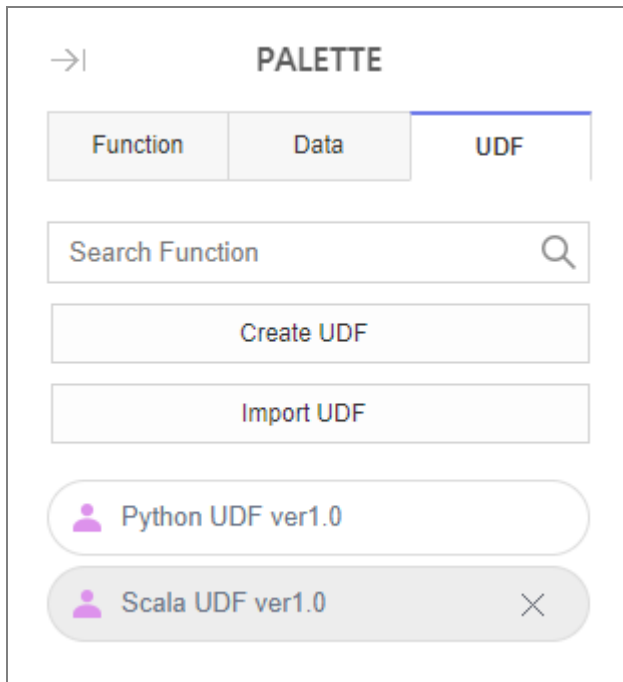 PALETTE
Function Data UDF
Search Function
Create UDF
Import UDF
Python UDF ver1.0
Scala UDF ver1.0